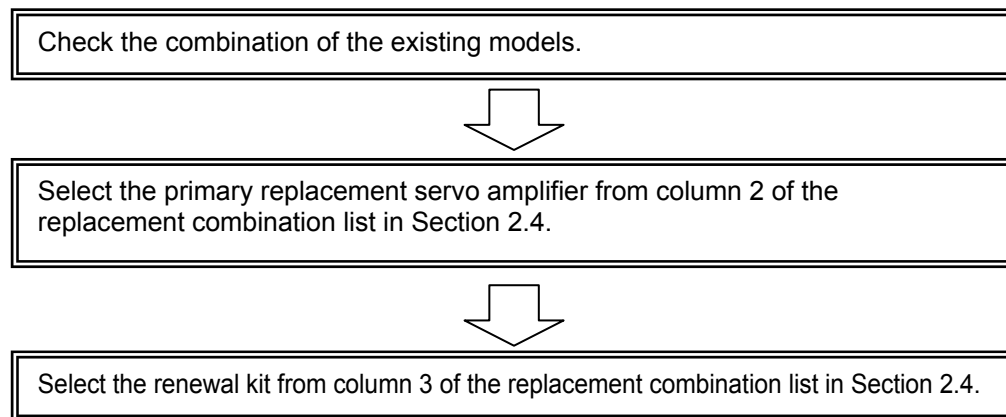 Check the combination of the existing models.
Select the primary replacement servo amplifier from column 2 of the
replacement combination list in Section 2.4.
Select the renewal kit from column 3 of the replacement combination list in Section 2.4.